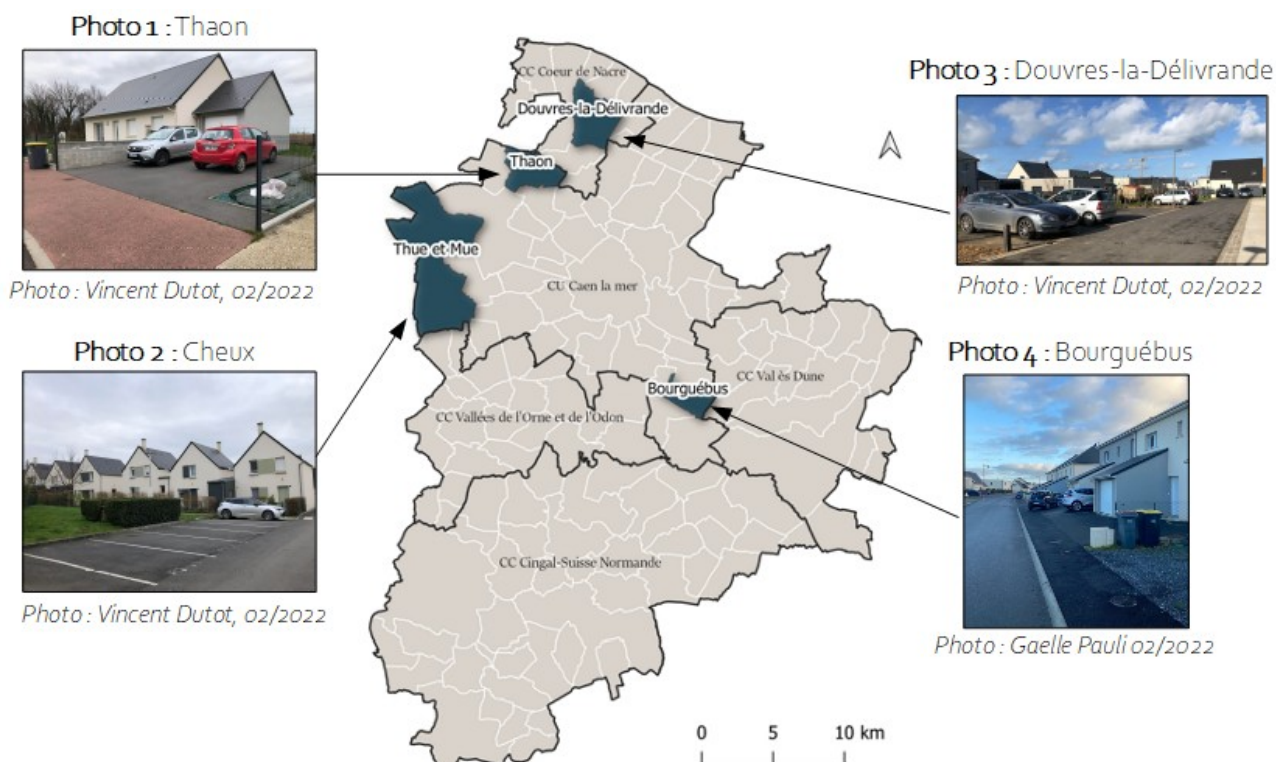 Photo 1 : Thaon
Photo : Vincent Dutot, 02/2022
Photo 2 : Cheux
Photo : Vincent Dutot, 02/2022
CC Coeur de Nacre
Douvres-la-Délivrande
Thaon
Thue et Mue
CU Caen la mer
Bourguébus
CC Val ès Dune
CC Vallées de l'Orne et de l'Odon
CC Cingal-Suisse Normande
0 5 10 km
Photo 3 : Douvres-la-Délivrande
Photo : Vincent Dutot, 02/2022
Photo 4 : Bourguébus
Photo : Gaelle Pauli 02/2022